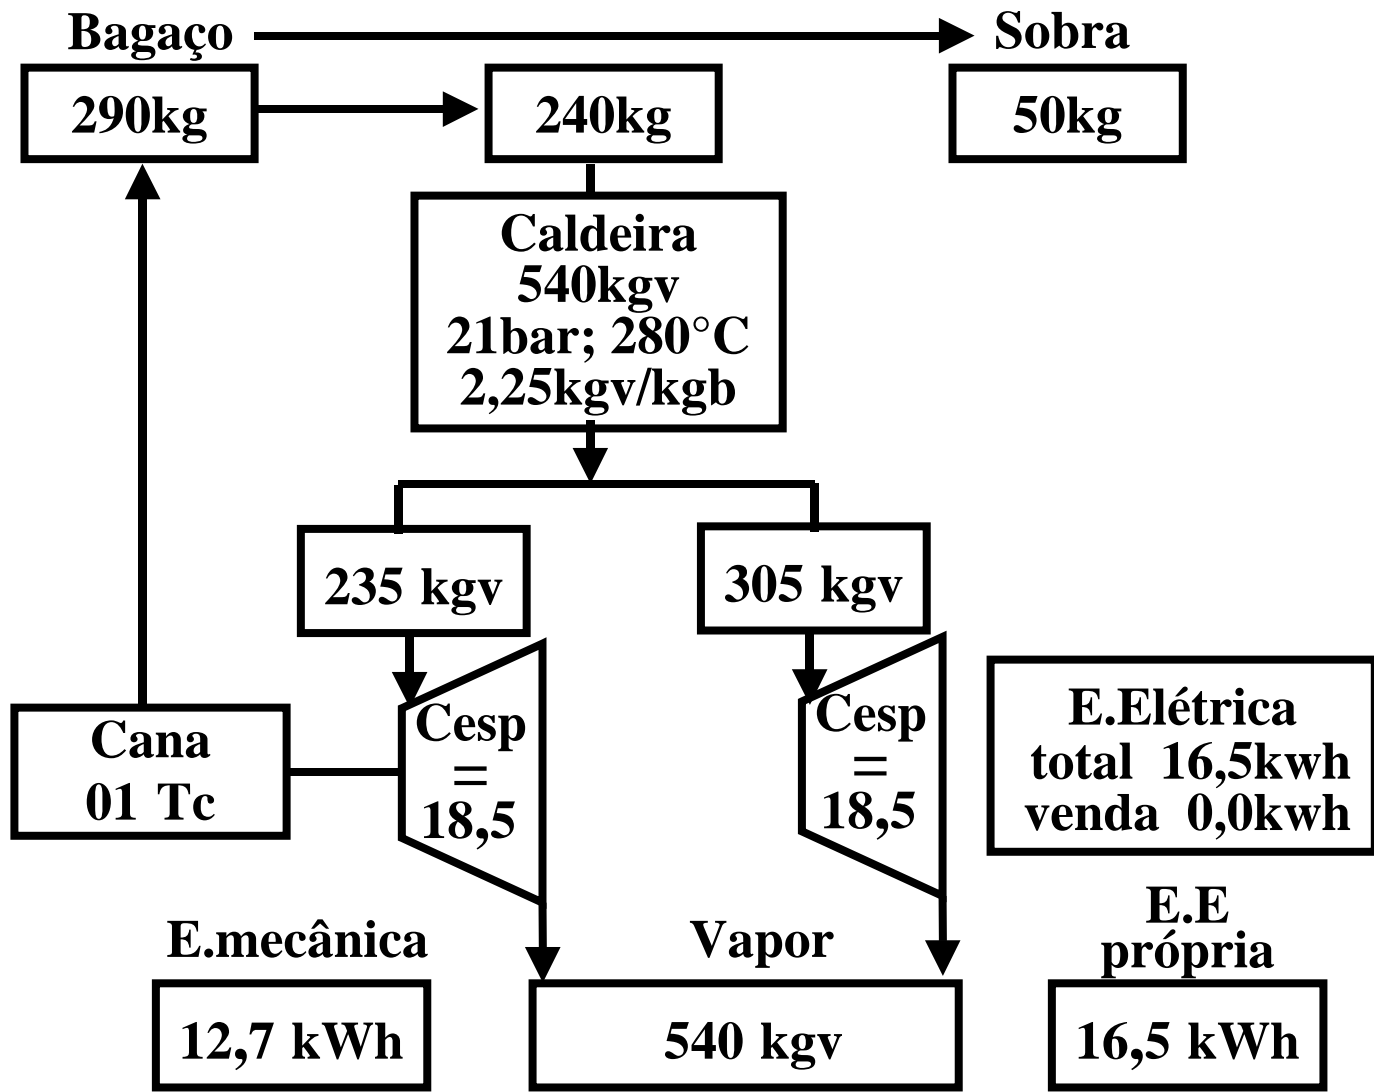 Bagaço
Sobra
290kg
240kg
50kg
Caldeira
540kgv
21bar; 280°C
2,25kgv/kgb
235 kgv
305 kgv
Cana
01 Tc
Cesp
=
18,5
Cesp
=
18,5
E.Elétrica
total 16,5kwh
venda 0,0kwh
E.mecânica
Vapor
E.E
própria
12,7 kWh
540 kgv
16,5 kWh